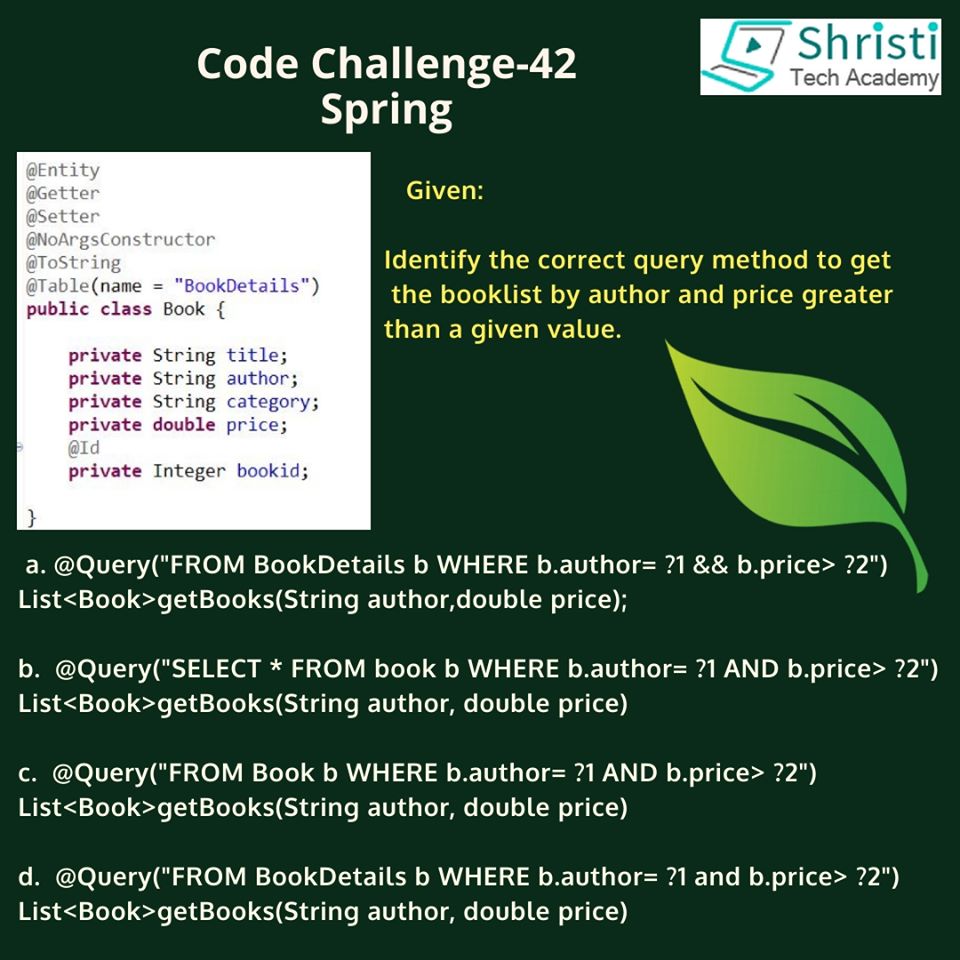 Code Challenge-42
Spring
Shristi
Tech Academy
@Entity
@Getter
@Setter
@NoArgsConstructor
@ToString
@Table(name = "BookDetails")
public class Book {
private String title;
private String author;
private String category;
private double price;
@Id
private Integer bookid;
}
Given:
Identify the correct query method to get
the booklist by author and price greater
than a given value.
a. @Query("FROM BookDetails b WHERE b.author= ?1 && b.price> ?2")
List<Book>getBooks(String author,double price);
b. @Query("SELECT * FROM book b WHERE b.author= ?1 AND b.price> ?2")
List<Book>getBooks(String author, double price)
c. @Query("FROM Book b WHERE b.author= ?1 AND b.price> ?2")
List<Book>getBooks(String author, double price)
d. @Query("FROM BookDetails b WHERE b.author= ?1 and b.price> ?2")
List<Book>getBooks(String author, double price)